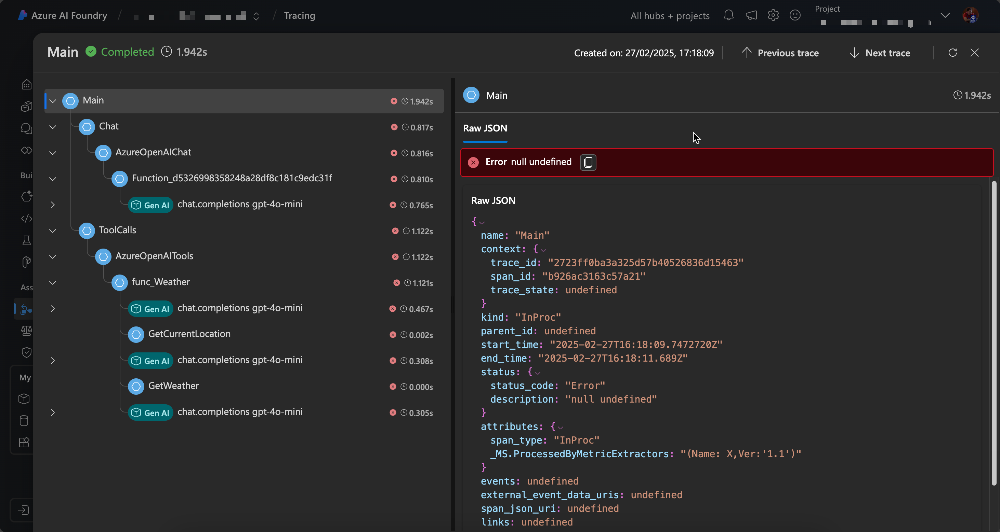 Azure AI Foundry / / Tracing
All hubs + projects
Project
Main Completed 1.942s
Created on: 27/02/2025, 17:18:09
Previous trace
Next trace
Bui
Ass
My
Main 1.942s
Chat 0.817s
AzureOpenAIChat 0.816s
Function_d5326998358248a28df8c181c9edc31f 0.810s
Gen AI chat.completions gpt-4o-mini 0.765s
ToolCalls 1.122s
AzureOpenAITools 1.122s
func_Weather 1.121s
Gen AI chat.completions gpt-4o-mini 0.467s
GetCurrentLocation 0.002s
Gen AI chat.completions gpt-4o-mini 0.308s
GetWeather 0.000s
Gen AI chat.completions gpt-4o-mini 0.305s
Main 1.942s
Raw JSON
Error null undefined
Raw JSON
{
name: "Main"
context: {
trace_id: "2723ff0ba3a325d57b40526836d15463"
span_id: "b926ac3163c57a21"
trace_state: undefined
}
kind: "InProc"
parent_id: undefined
start_time: "2025-02-27T16:18:09.7472720Z"
end_time: "2025-02-27T16:18:11.689Z"
status: {
status_code: "Error"
description: "null undefined"
}
attributes: {
span_type: "InProc"
_MS.ProcessedByMetricExtractors: "(Name: X,Ver:'1.1')"
}
events: undefined
external_event_data_uris: undefined
span_json_uri: undefined
links: undefined